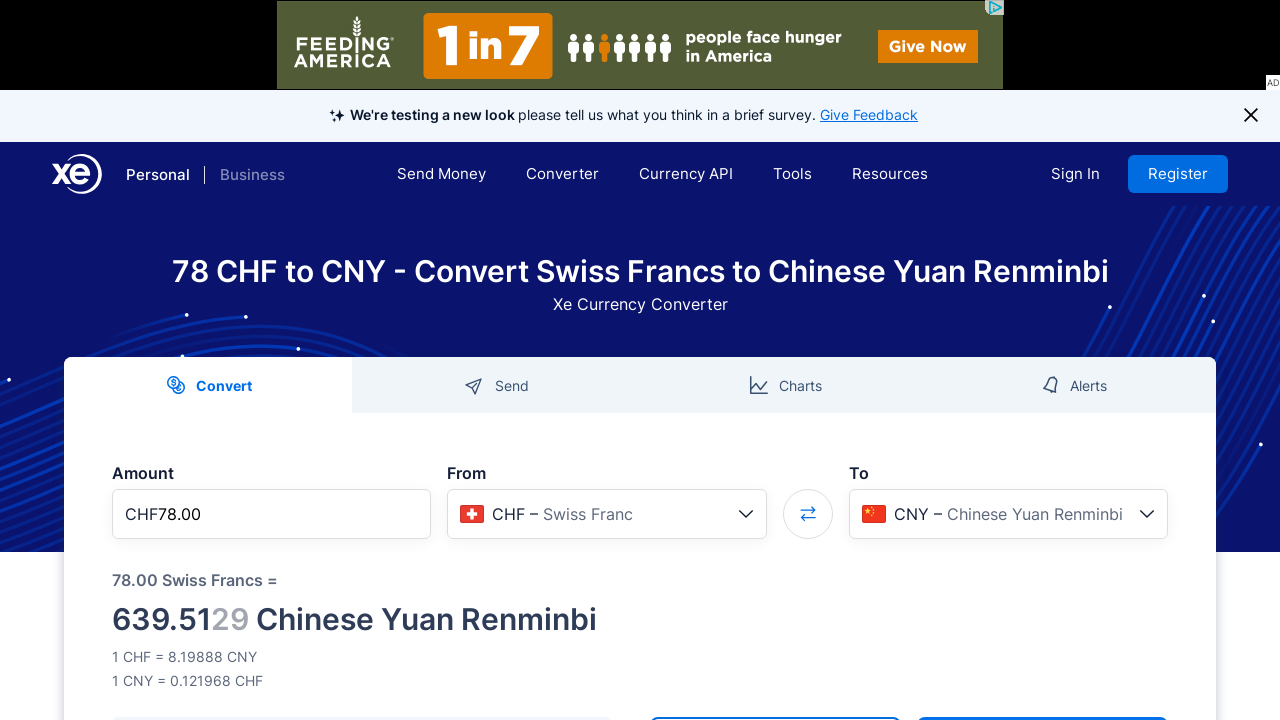 FEEDING AMERICA
1 in 7
people face hunger
in America
Give Now
AD
We're testing a new look please tell us what you think in a brief survey. Give Feedback
xe
Personal
Business
Send Money
Converter
Currency API
Tools
Resources
Sign In
Register
78 CHF to CNY - Convert Swiss Francs to Chinese Yuan Renminbi
Xe Currency Converter
Convert
Send
Charts
Alerts
Amount
From
To
CHF78.00
CHF – Swiss Franc
CNY – Chinese Yuan Renminbi
78.00 Swiss Francs =
639.5129 Chinese Yuan Renminbi
1 CHF = 8.19888 CNY
1 CNY = 0.121968 CHF